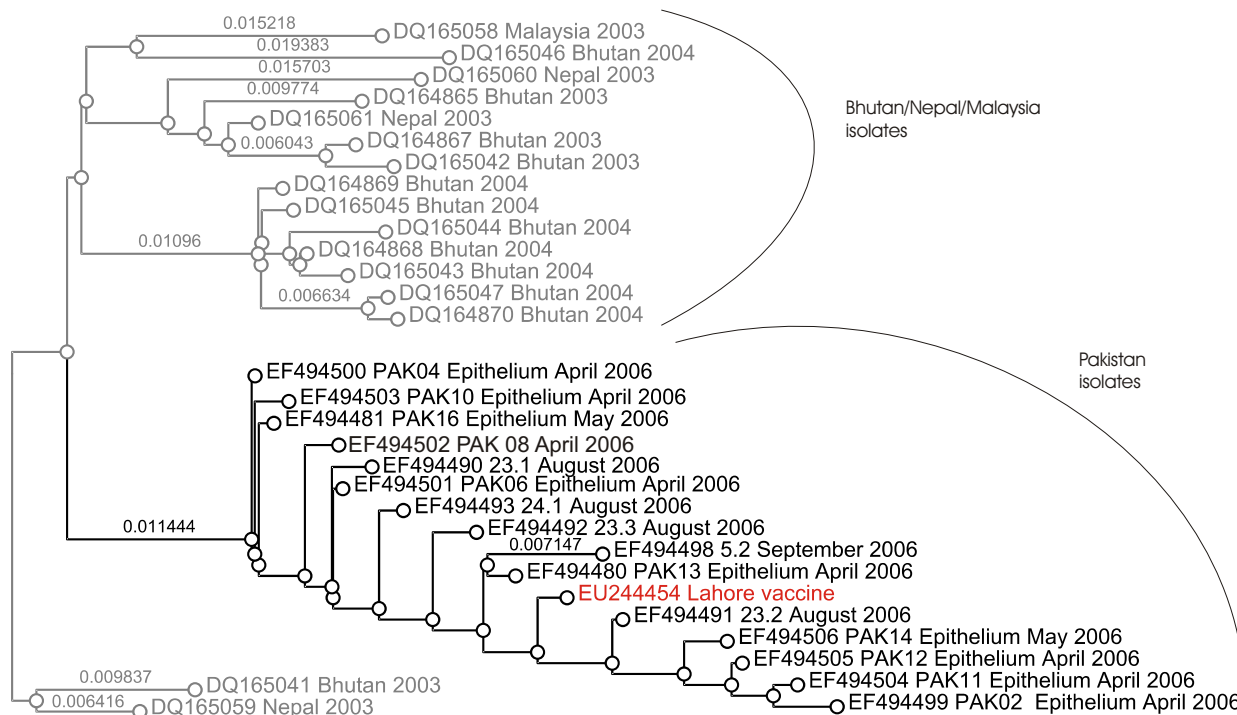 0.015218
DQ165058 Malaysia 2003
0.019383
DQ165046 Bhutan 2004
0.015703
DQ165060 Nepal 2003
0.009774
DQ164865 Bhutan 2003
DQ165061 Nepal 2003
0.006043
DQ164867 Bhutan 2003
DQ165042 Bhutan 2003
DQ164869 Bhutan 2004
DQ165045 Bhutan 2004
DQ165044 Bhutan 2004
0.01096
DQ164868 Bhutan 2004
DQ165043 Bhutan 2004
0.006634
DQ165047 Bhutan 2004
DQ164870 Bhutan 2004
Bhutan/Nepal/Malaysia
isolates
Pakistan
isolates
EF494500 PAK04 Epithelium April 2006
EF494503 PAK10 Epithelium April 2006
EF494481 PAK16 Epithelium May 2006
EF494502 PAK 08 April 2006
EF494490 23.1 August 2006
EF494501 PAK06 Epithelium April 2006
EF494493 24.1 August 2006
0.011444
EF494492 23.3 August 2006
0.007147
EF494498 5.2 September 2006
EF494480 PAK13 Epithelium April 2006
EU244454 Lahore vaccine
EF494491 23.2 August 2006
EF494506 PAK14 Epithelium May 2006
EF494505 PAK12 Epithelium April 2006
EF494504 PAK11 Epithelium April 2006
EF494499 PAK02 Epithelium April 2006
0.009837
DQ165041 Bhutan 2003
0.006416
DQ165059 Nepal 2003